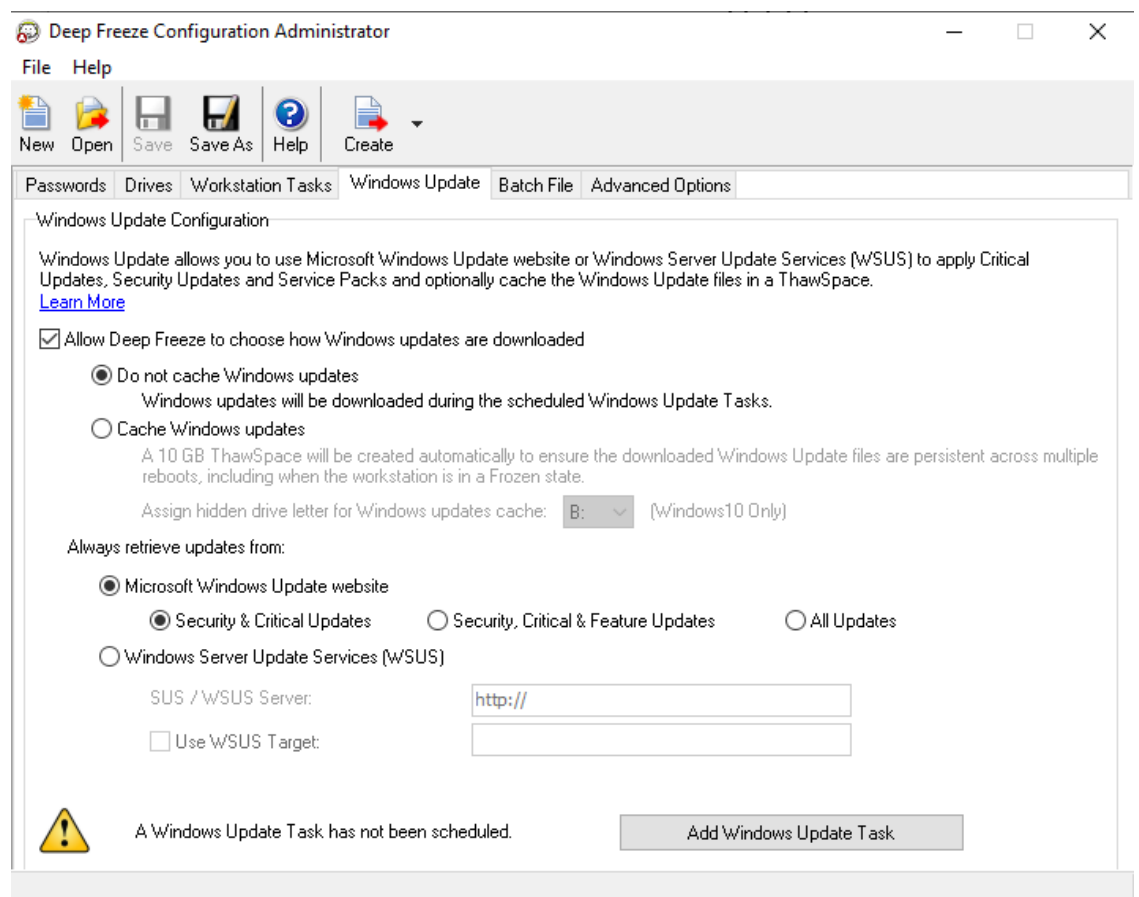 Deep Freeze Configuration Administrator
File Help
New Open Save Save As Help Create
Passwords Drives Workstation Tasks Windows Update Batch File Advanced Options
Windows Update Configuration
Windows Update allows you to use Microsoft Windows Update website or Windows Server Update Services (WSUS) to apply Critical
Updates, Security Updates and Service Packs and optionally cache the Windows Update files in a ThawSpace.
Learn More
Allow Deep Freeze to choose how Windows updates are downloaded
Do not cache Windows updates
Windows updates will be downloaded during the scheduled Windows Update Tasks.
Cache Windows updates
A 10 GB ThawSpace will be created automatically to ensure the downloaded Windows Update files are persistent across multiple
reboots, including when the workstation is in a Frozen state.
Assign hidden drive letter for Windows updates cache: B: (Windows10 Only)
Always retrieve updates from:
Microsoft Windows Update website
Security & Critical Updates Security, Critical & Feature Updates All Updates
Windows Server Update Services (WSUS)
SUS / WSUS Server: http://
Use WSUS Target:
A Windows Update Task has not been scheduled. Add Windows Update Task